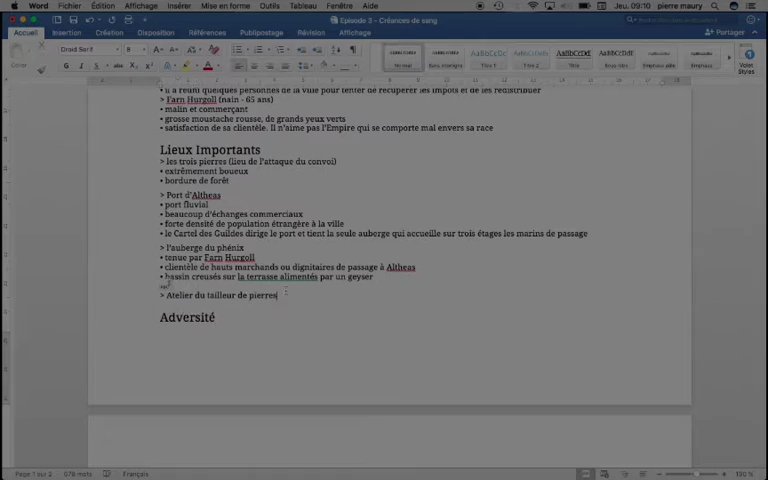 Word Fichier Édition Affichage Insérer Mise en forme Outils Tableau Fenêtre Aide Jeu. 09:10 pierre maury
Episode 3 - Créances de sang
Accueil Insertion Création Disposition Références Publipostage Révision Affichage Partager
Droid Serif 8
Coller Normal Titre 1 Titre 2 Volet Styles
• il a réuni quelques personnes de la ville pour tenter de récupérer les impôts et de les redistribuer
> Farn Hurgoll (nain - 65 ans)
• malin et commerçant
• grosse moustache rousse, de grands yeux verts
• satisfaction de sa clientèle. Il n'aime pas l'Empire qui se comporte mal envers sa race
Lieux Importants
> les trois pierres (lieu de l'attaque du convoi)
• extrêmement boueux
• bordure de forêt
> Port d'Altheas
• port fluvial
• beaucoup d'échanges commerciaux
• forte densité de population étrangère à la ville
• le Cartel des Guildes dirige le port et tient la seule auberge qui accueille sur trois étages les marins de passage
> l'auberge du phénix
• tenue par Farn Hurgoll
• clientèle de hauts marchands ou dignitaires de passage à Altheas
• bassin creusés sur la terrasse alimentés par un geyser
> Atelier du tailleur de pierres
Adversité
Français